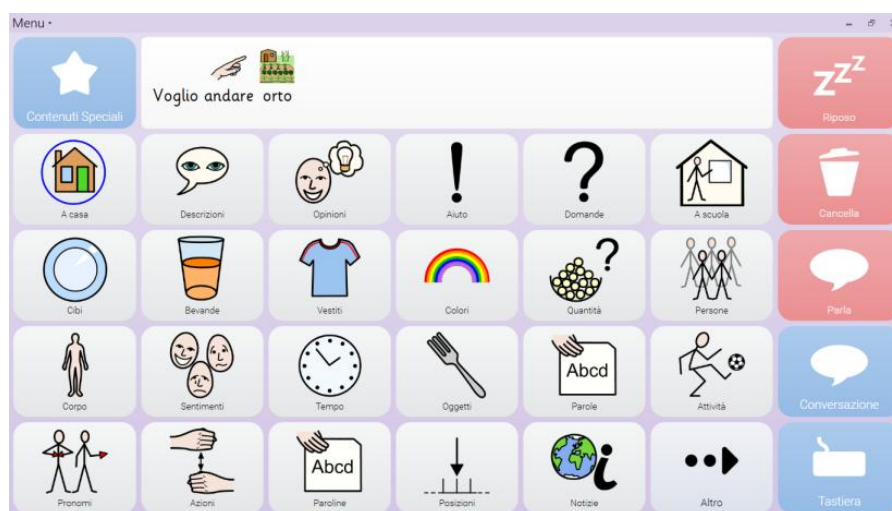 Menu
Contenuti Speciali
Voglio andare orto
zzz
Riposo
A casa
Descrizioni
Opinioni
Aiuto
Domande
A scuola
Cancella
Cibi
Bevande
Vestiti
Colori
Quantità
Persone
Parla
Corpo
Sentimenti
Tempo
Oggetti
Abcd
Parole
Attività
Conversazione
Pronomi
Azioni
Abcd
Paroline
Posizioni
Notizie
Altro
Tastiera